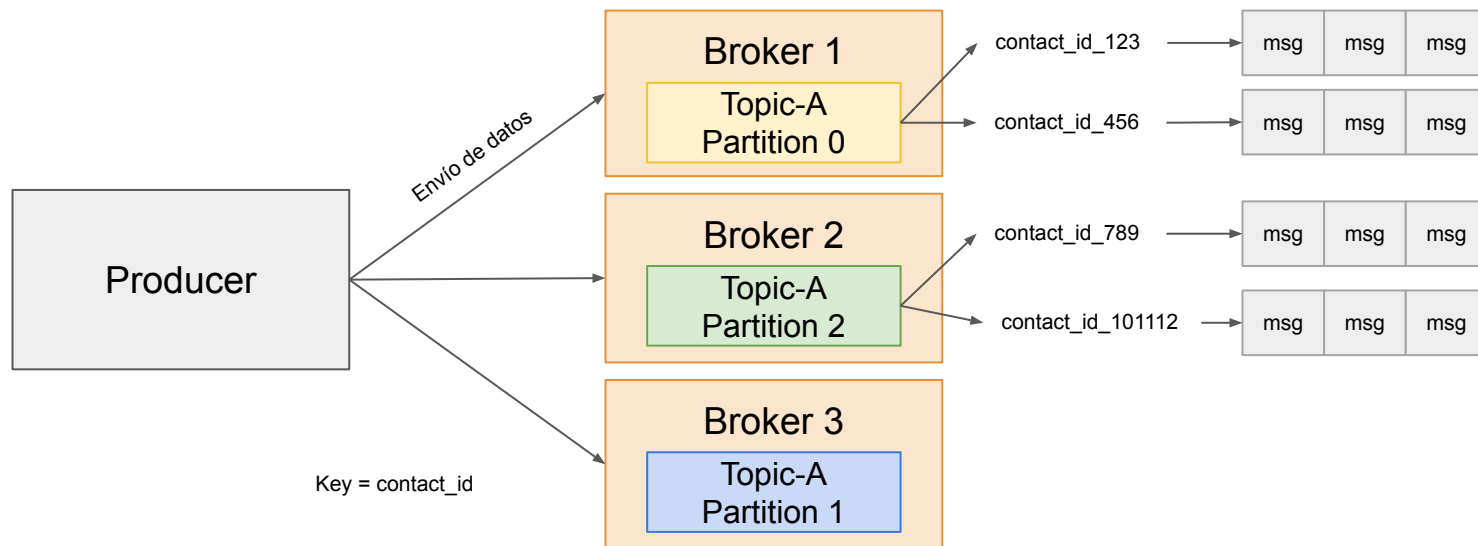 Producer
Envío de datos
Key = contact_id
Broker 1
Topic-A
Partition 0
contact_id_123
msg msg msg
contact_id_456
msg msg msg
Broker 2
Topic-A
Partition 2
contact_id_789
msg msg msg
contact_id_101112
msg msg msg
Broker 3
Topic-A
Partition 1